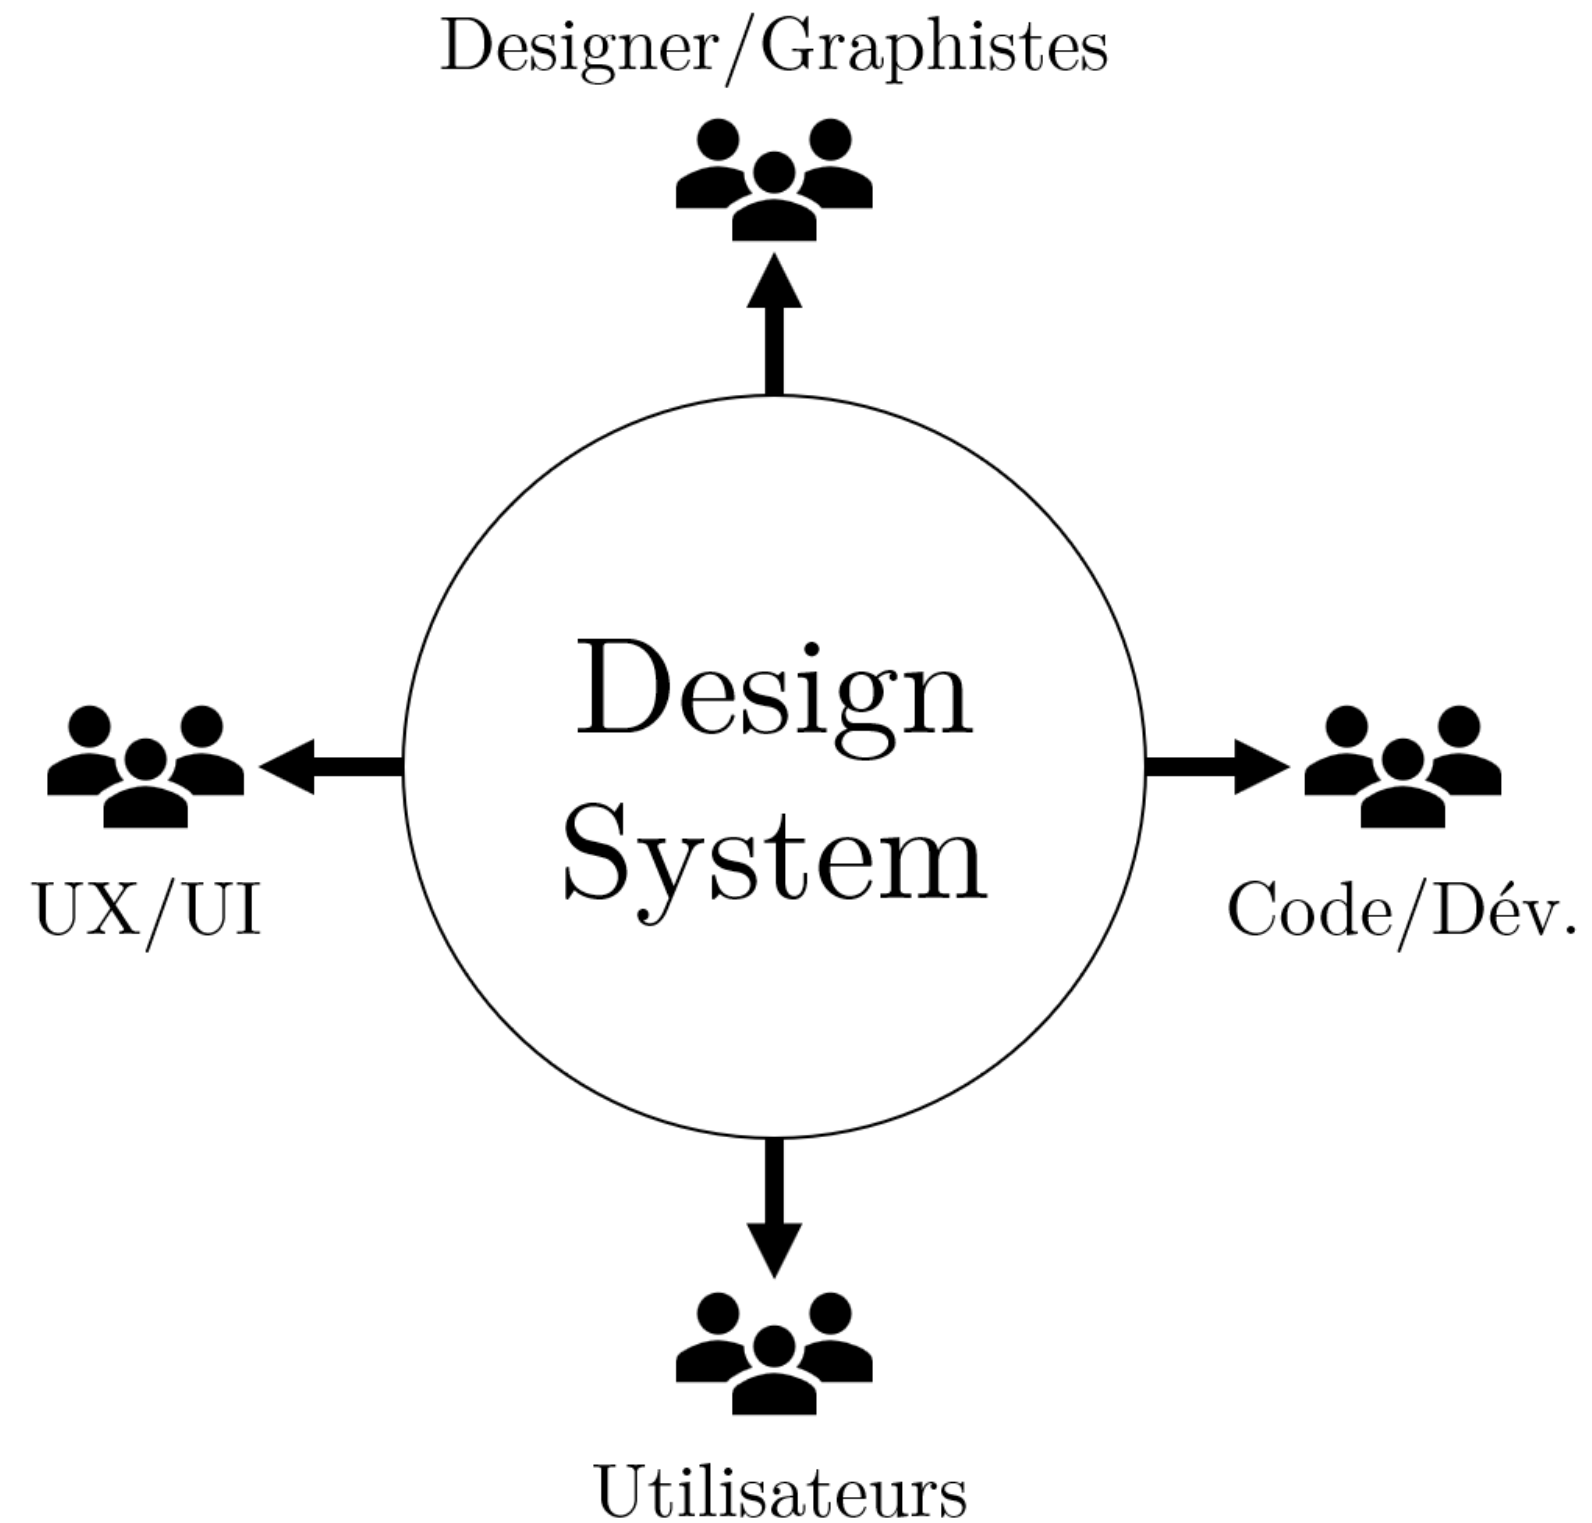 Designer/Graphistes
Design
System
UX/UI
Code/Dév.
Utilisateurs